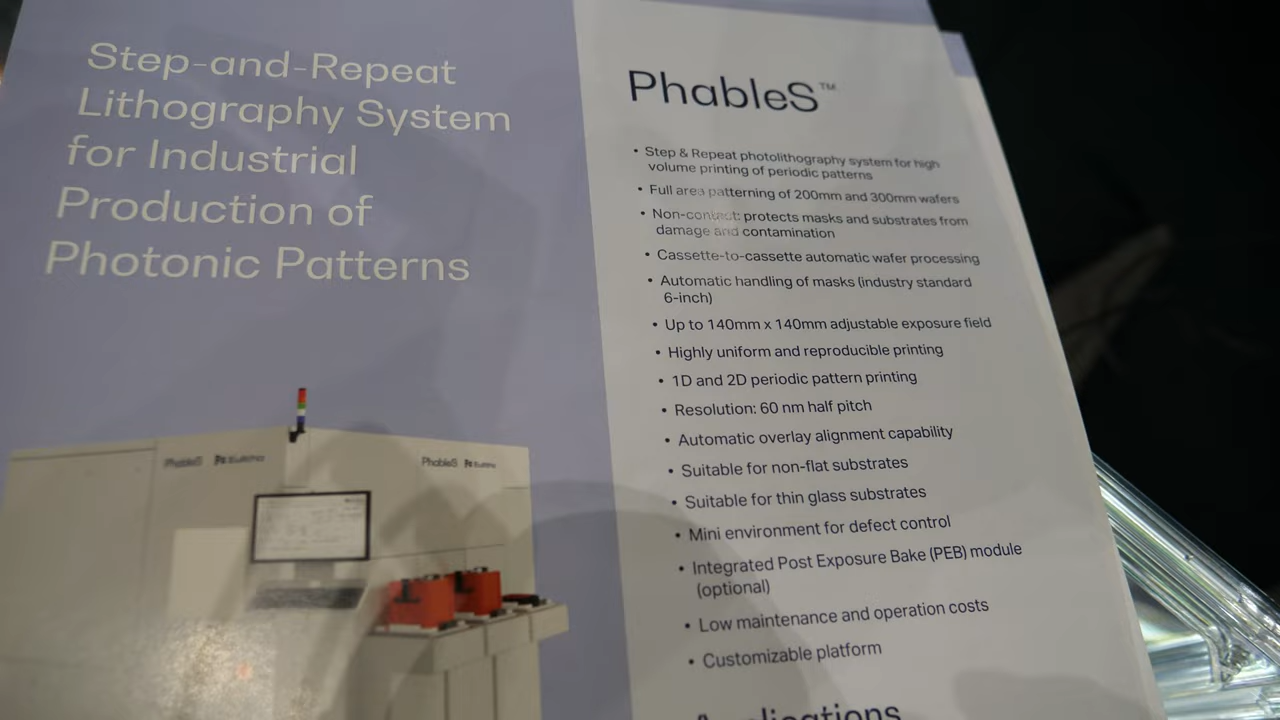 Step-and-Repeat
Lithography System
for Industrial
Production of
Photonic Patterns
PhableS PS Eulitha
PhableS PS Eulitha
PhableS™
• Step & Repeat photolithography system for high
volume printing of periodic patterns
• Full area patterning of 200mm and 300mm wafers
• Non-contact: protects masks and substrates from
damage and contamination
• Cassette-to-cassette automatic wafer processing
• Automatic handling of masks (industry standard
6-inch)
• Up to 140mm x 140mm adjustable exposure field
• Highly uniform and reproducible printing
• 1D and 2D periodic pattern printing
• Resolution: 60 nm half pitch
• Automatic overlay alignment capability
• Suitable for non-flat substrates
• Suitable for thin glass substrates
• Mini environment for defect control
• Integrated Post Exposure Bake (PEB) module
(optional)
• Low maintenance and operation costs
• Customizable platform
Applications